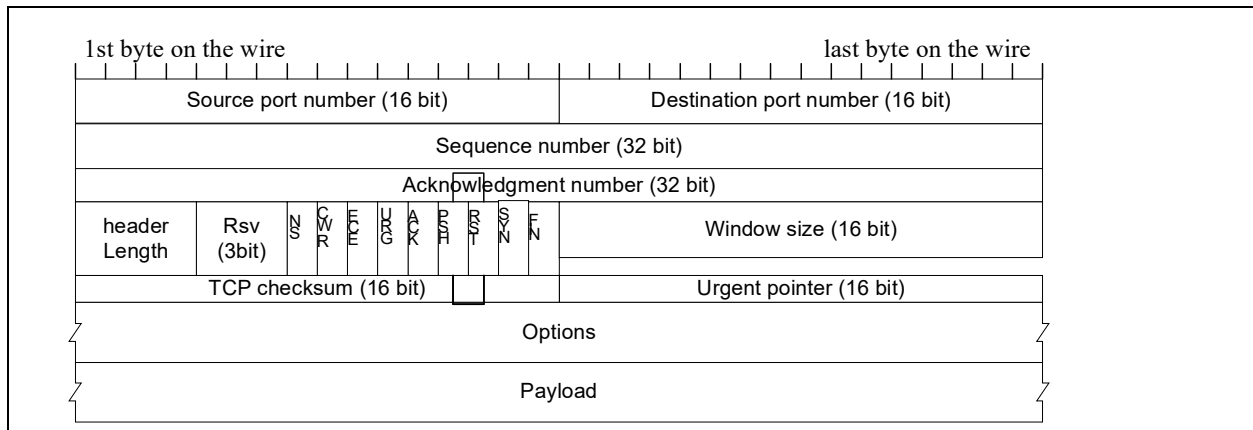 1st byte on the wire last byte on the wire
Source port number (16 bit) Destination port number (16 bit)
Sequence number (32 bit)
Acknowledgment number (32 bit)
header Length Rsv (3bit) NS CWR ECE URG ACK PSH RST SYN FIN Window size (16 bit)
TCP checksum (16 bit) Urgent pointer (16 bit)
Options
Payload